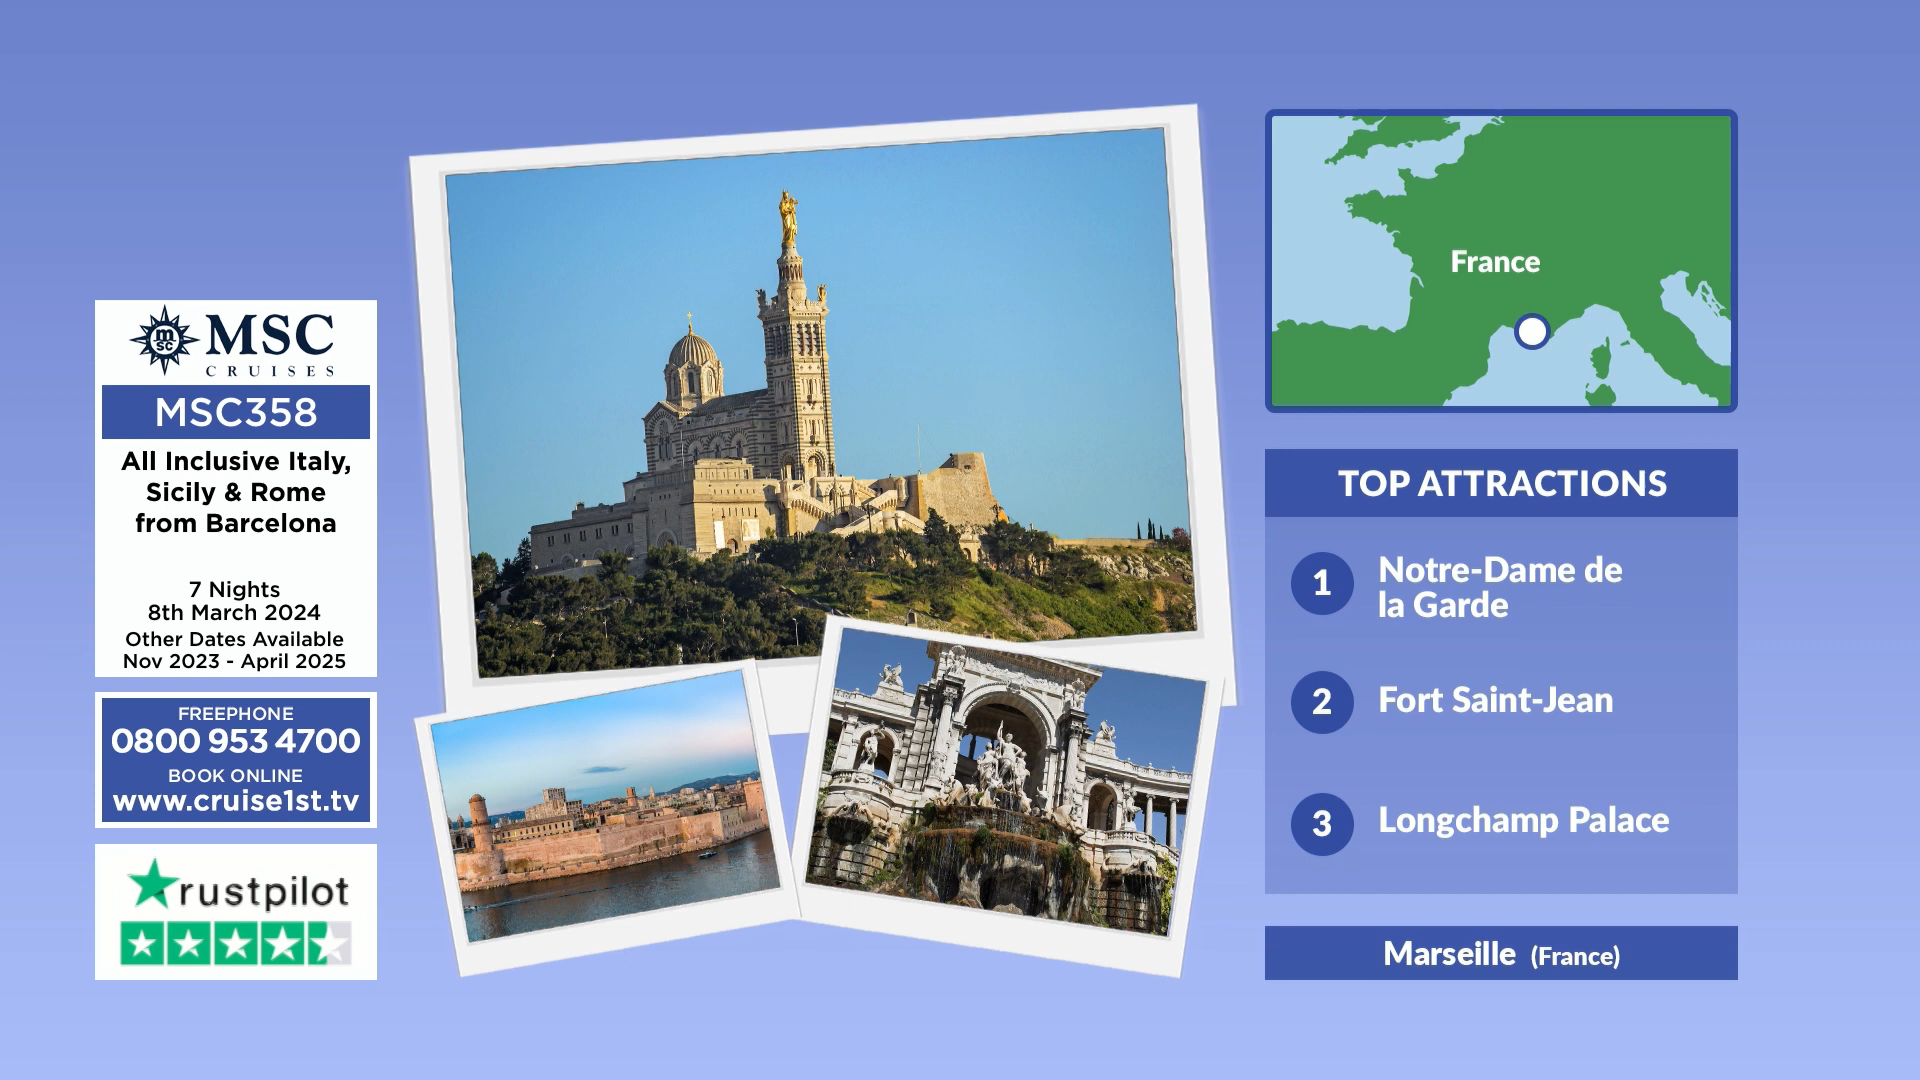 MSC
CRUISES
MSC358
All Inclusive Italy,
Sicily & Rome
from Barcelona
7 Nights
8th March 2024
Other Dates Available
Nov 2023 - April 2025
FREEPHONE
0800 953 4700
BOOK ONLINE
www.cruise1st.tv
Trustpilot
France
TOP ATTRACTIONS
1 Notre-Dame de
la Garde
2 Fort Saint-Jean
3 Longchamp Palace
Marseille (France)